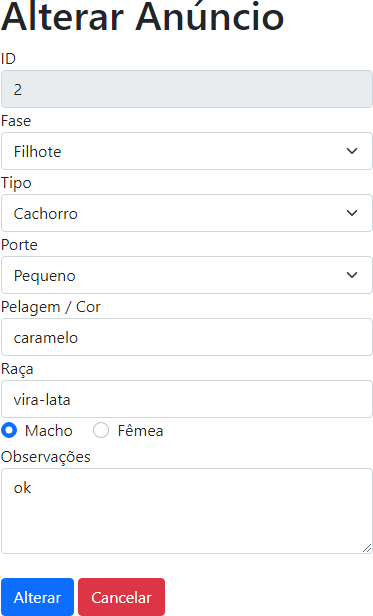 Alterar Anúncio
ID
2
Fase
Filhote
Tipo
Cachorro
Porte
Pequeno
Pelagem / Cor
caramelo
Raça
vira-lata
Macho Fêmea
Observações
ok
Alterar Cancelar